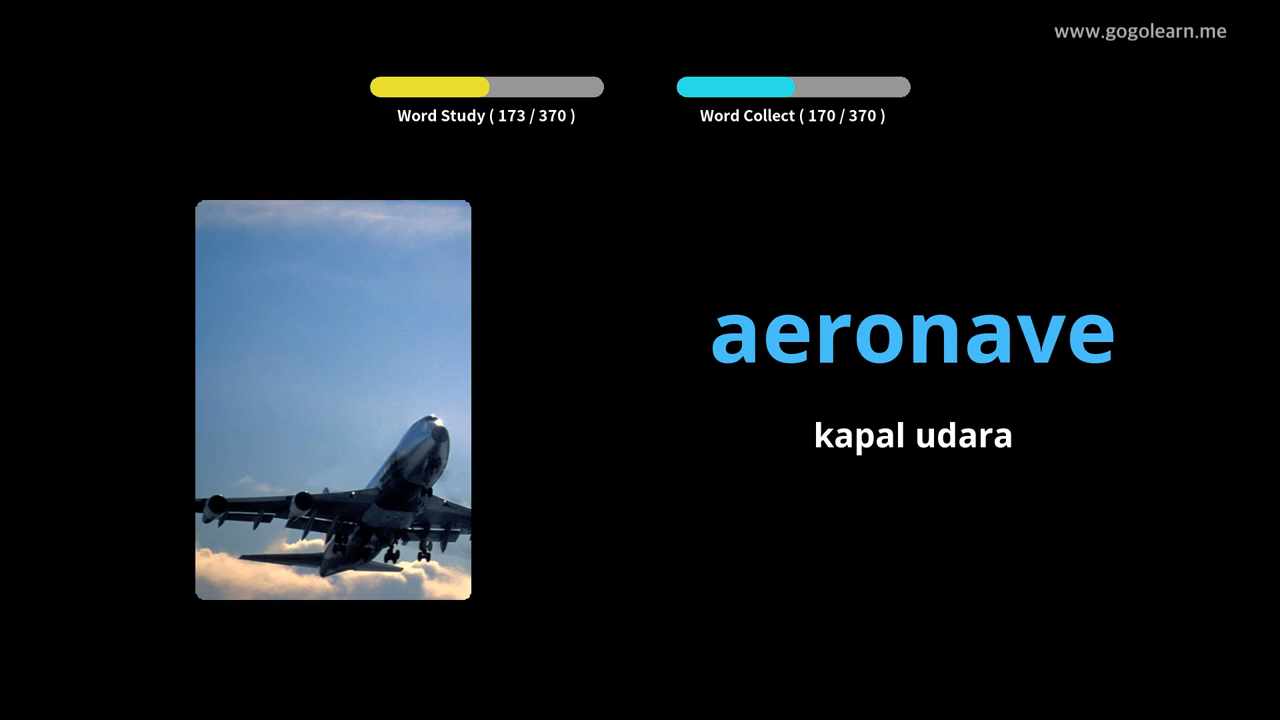 www.gogolearn.me
Word Study ( 173 / 370 )
Word Collect ( 170 / 370 )
aeronave
kapal udara